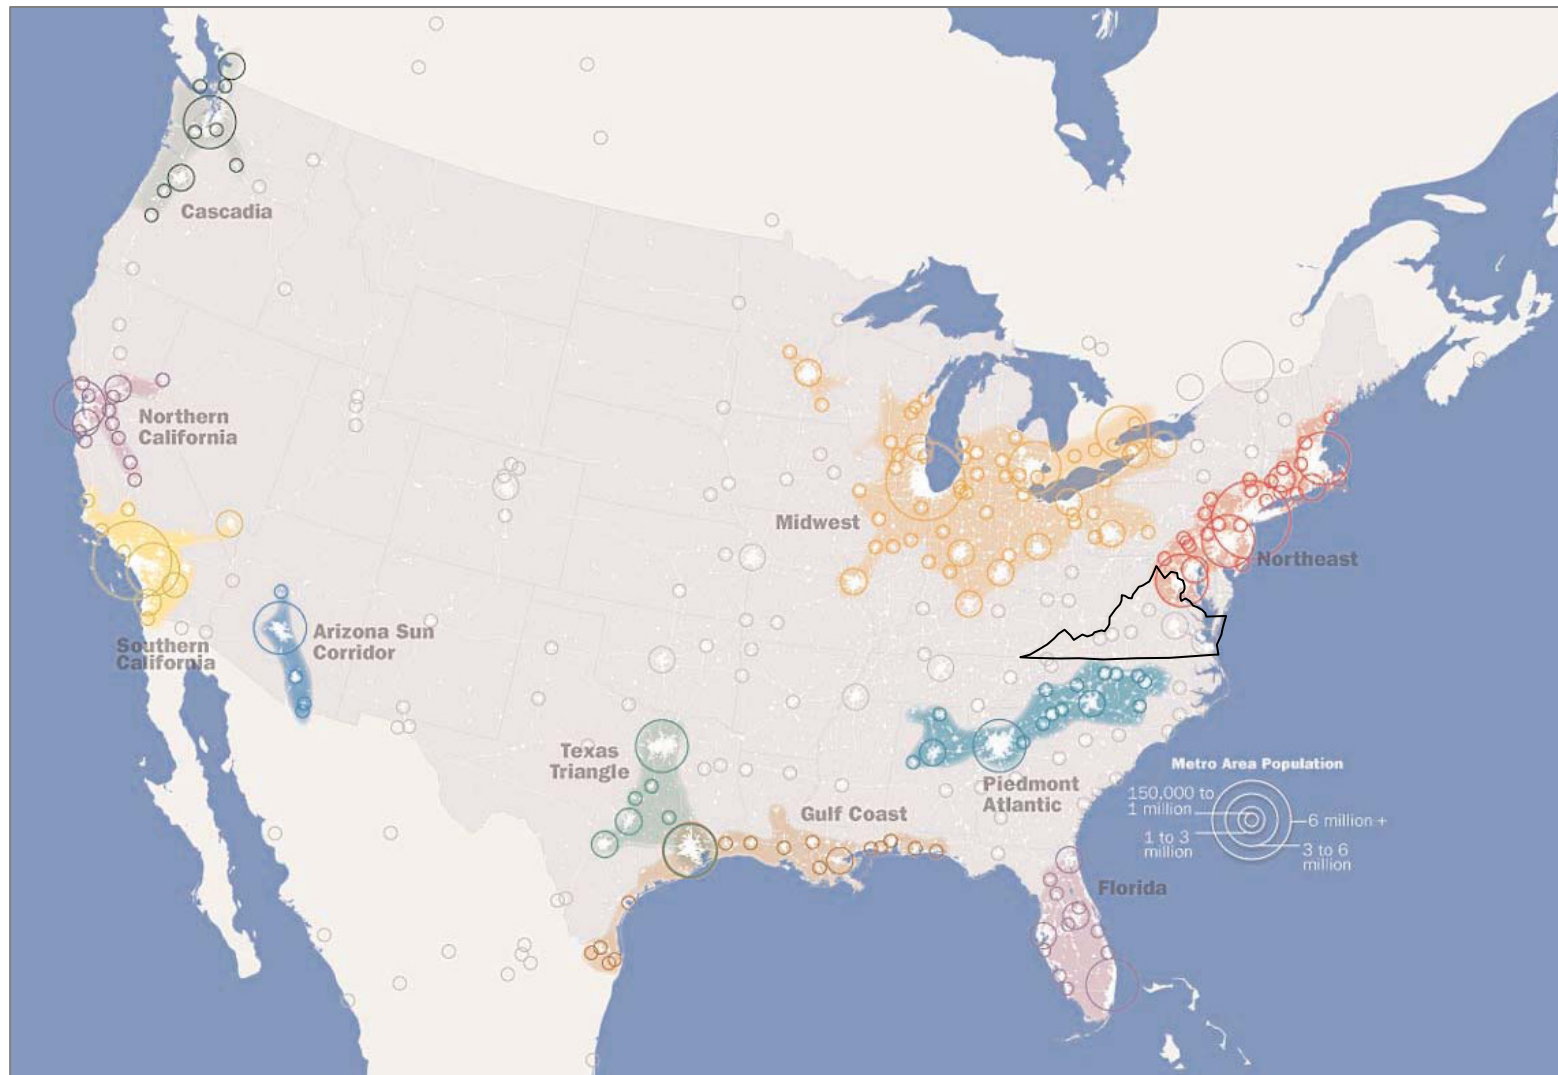 Cascadia
Northern
California
Midwest
Northeast
Southern
California
Arizona Sun
Corridor
Texas
Triangle
Piedmont
Atlantic
Gulf Coast
Metro Area Population
150,000 to
1 million
6 million +
1 to 3
million
3 to 6
million
Florida